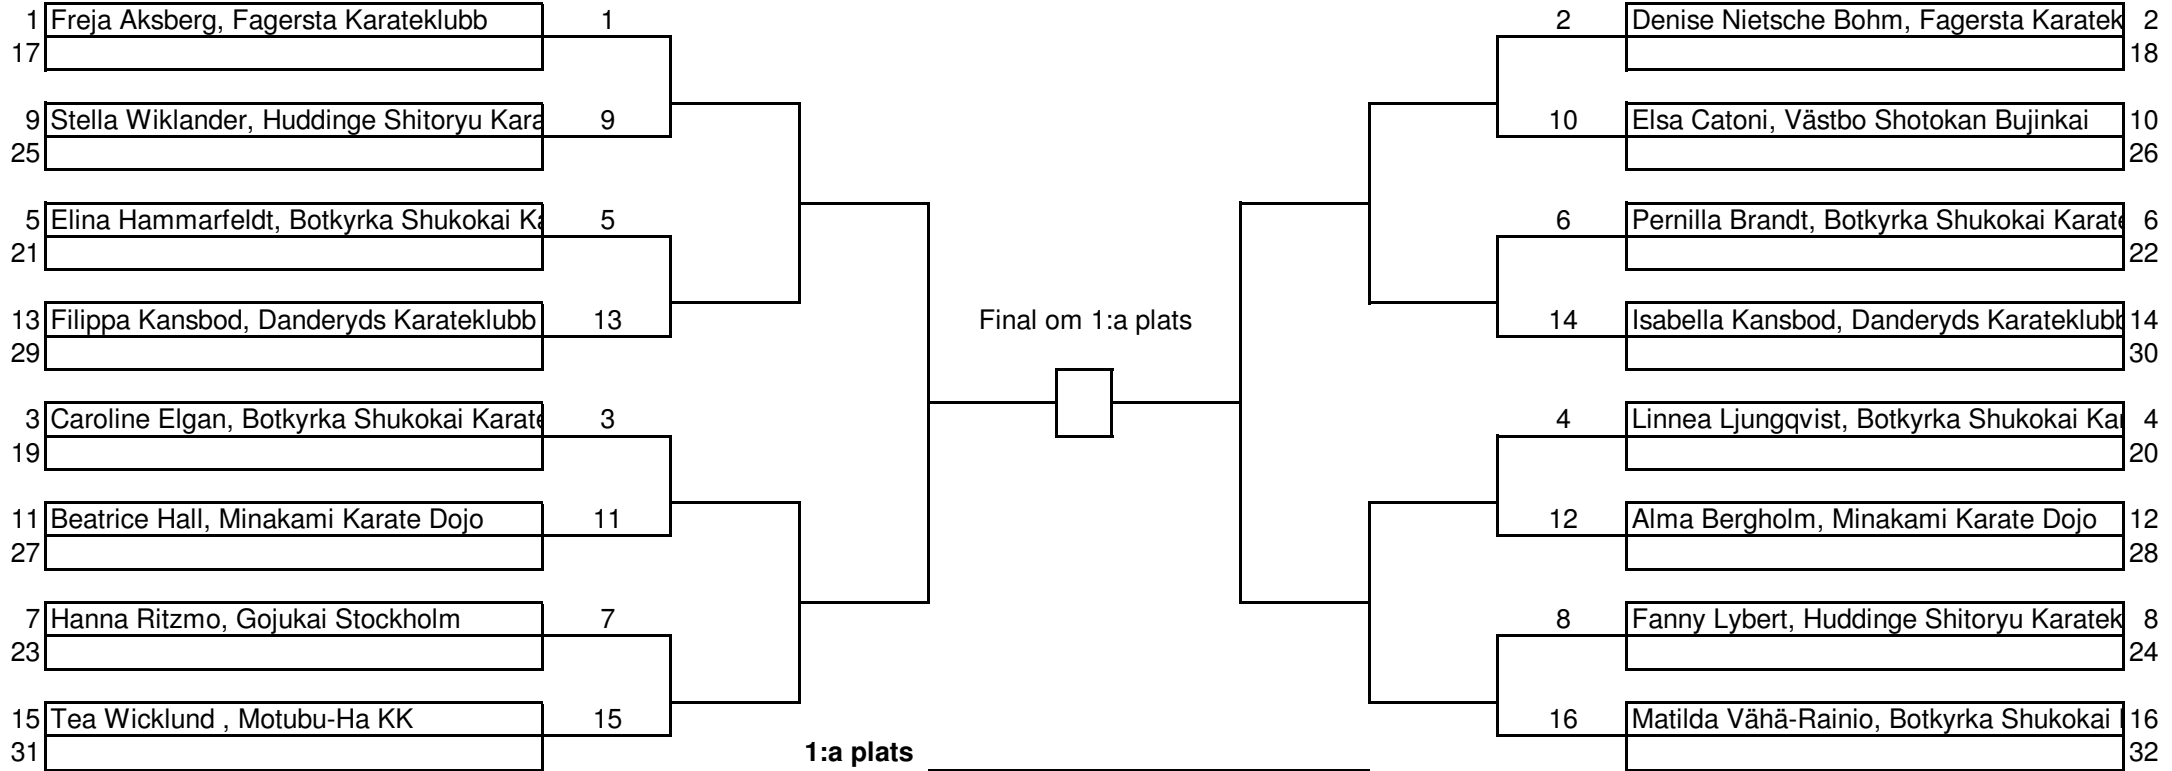 1 Freja Aksberg, Fagersta Karateklubb 1 2 Denise Nietsche Bohm, Fagersta Karatek 2
17 18
9 Stella Wiklander, Huddinge Shitoryu Kara 9 10 Elsa Catoni, Västbo Shotokan Bujinkai 10
25 26
5 Elina Hammarfeldt, Botkyrka Shukokai Ka 5 6 Pernilla Brandt, Botkyrka Shukokai Karate 6
21 22
13 Filippa Kansbod, Danderyds Karateklubb 13 Final om 1:a plats 14 Isabella Kansbod, Danderyds Karateklubb 14
29 30
3 Caroline Elgan, Botkyrka Shukokai Karate 3 4 Linnea Ljungqvist, Botkyrka Shukokai Kar 4
19 20
11 Beatrice Hall, Minakami Karate Dojo 11 12 Alma Bergholm, Minakami Karate Dojo 12
27 28
7 Hanna Ritzmo, Gojukai Stockholm 7 8 Fanny Lybert, Huddinge Shitoryu Karatek 8
23 24
15 Tea Wicklund , Motubu-Ha KK 15 16 Matilda Vähä-Rainio, Botkyrka Shukokai 16
31 1:a plats 32